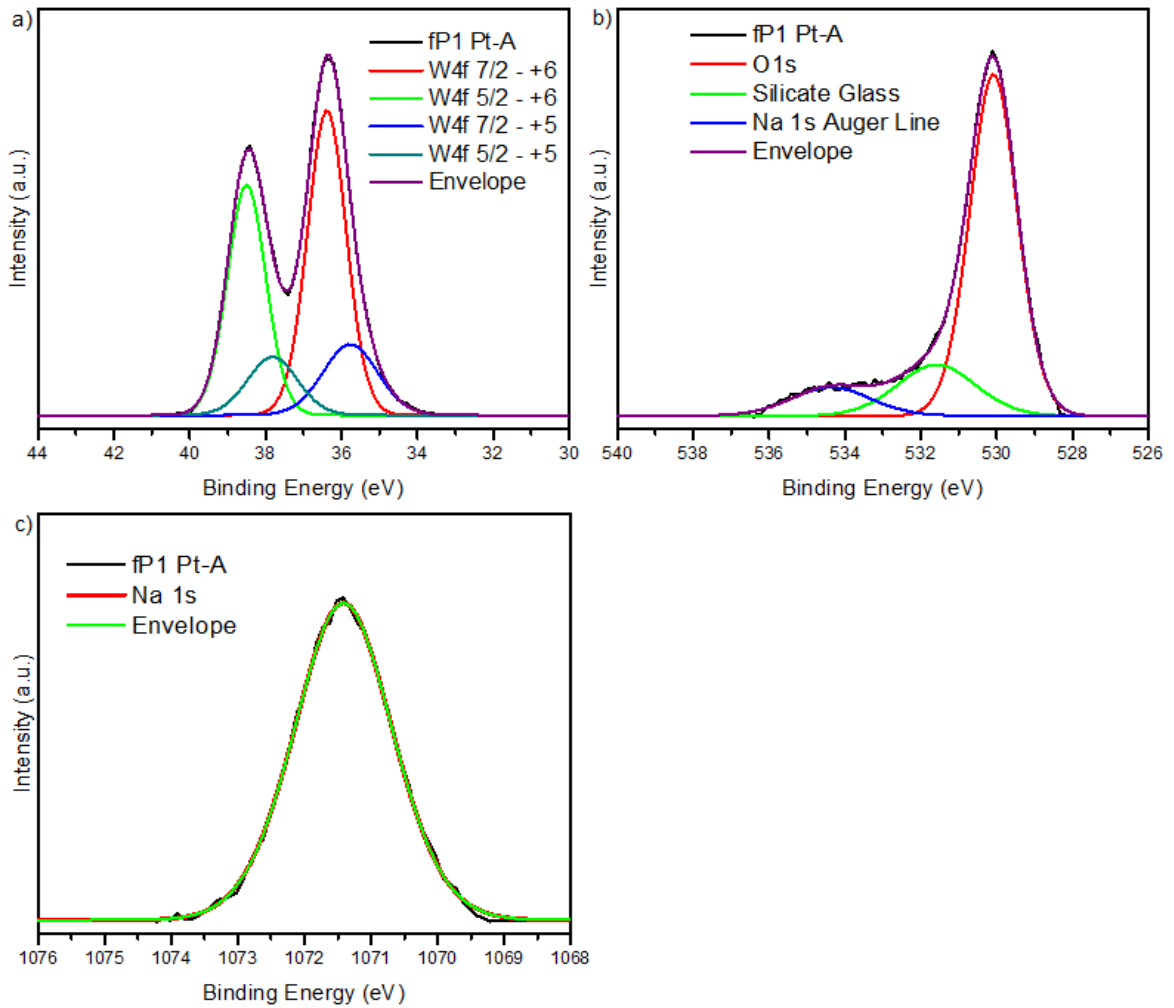 a)
fP1 Pt-A
W4f 7/2 - +6
W4f 5/2 - +6
W4f 7/2 - +5
W4f 5/2 - +5
Envelope
Intensity (a.u.)
44 42 40 38 36 34 32 30
Binding Energy (eV)
b)
fP1 Pt-A
O1s
Silicate Glass
Na 1s Auger Line
Envelope
Intensity (a.u.)
540 538 536 534 532 530 528 526
Binding Energy (eV)
c)
fP1 Pt-A
Na 1s
Envelope
Intensity (a.u.)
1076 1075 1074 1073 1072 1071 1070 1069 1068
Binding Energy (eV)